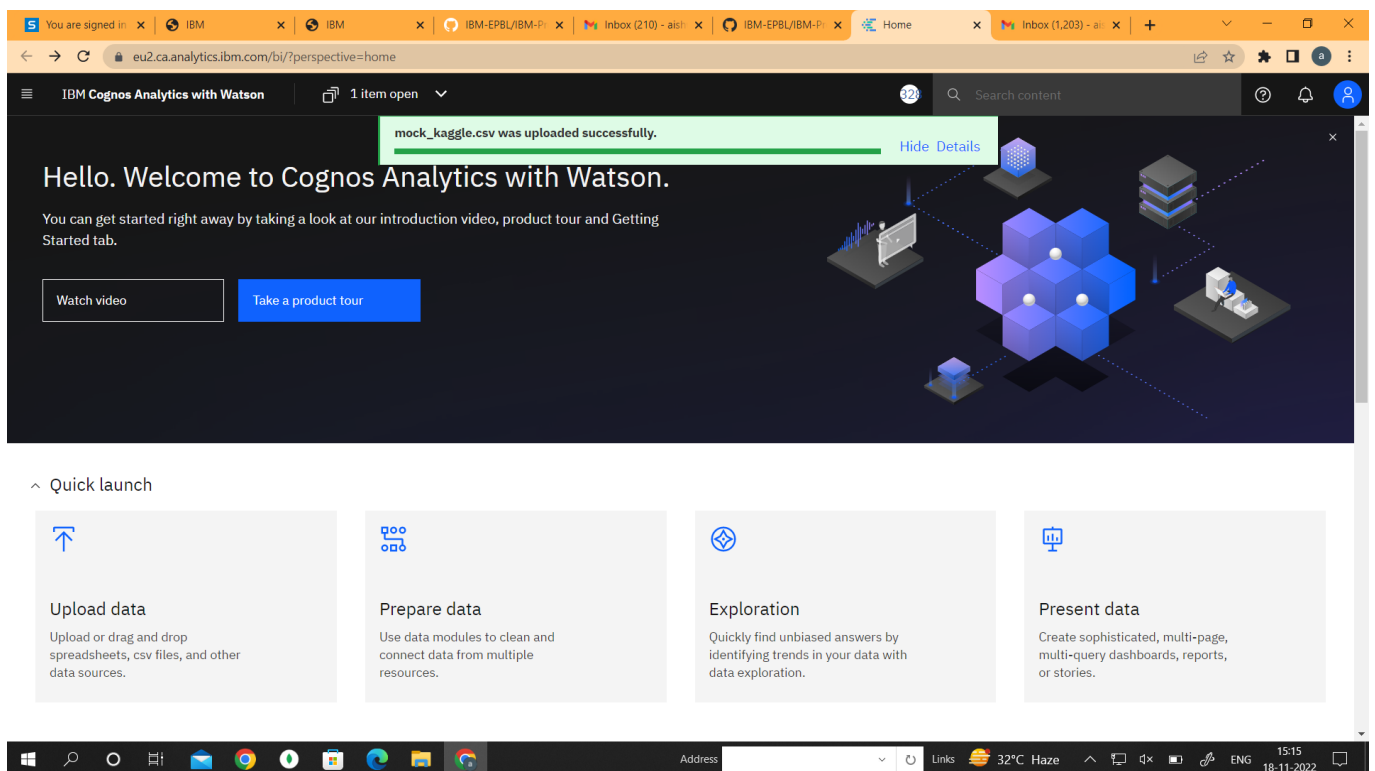 You are signed in
IBM
IBM
IBM-EPBL/IBM-Pr
Inbox (210) - aish
IBM-EPBL/IBM-Pr
Home
Inbox (1,203) - ais
eu2.ca.analytics.ibm.com/bi/?perspective=home
a
IBM Cognos Analytics with Watson
1 item open
328
Search content
mock_kaggle.csv was uploaded successfully.
Hide Details
Hello. Welcome to Cognos Analytics with Watson.
You can get started right away by taking a look at our introduction video, product tour and Getting
Started tab.
Watch video
Take a product tour
Quick launch
Upload data
Upload or drag and drop
spreadsheets, csv files, and other
data sources.
Prepare data
Use data modules to clean and
connect data from multiple
resources.
Exploration
Quickly find unbiased answers by
identifying trends in your data with
data exploration.
Present data
Create sophisticated, multi-page,
multi-query dashboards, reports,
or stories.
Address
Links
32°C Haze
ENG
15:15
18-11-2022